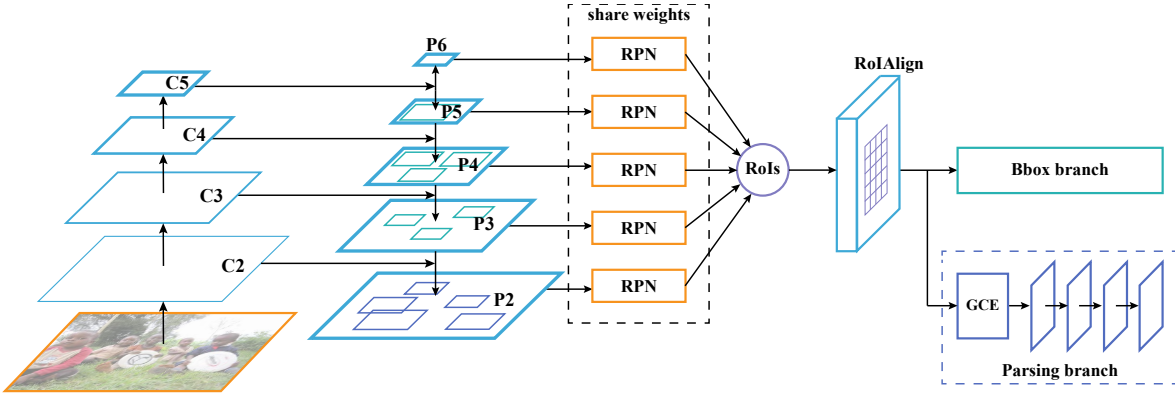 share weights
P6
RPN
RoIAlign
C5
P5
RPN
C4
P4
RPN
RoIs
Bbox branch
C3
P3
RPN
C2
P2
RPN
GCE
Parsing branch